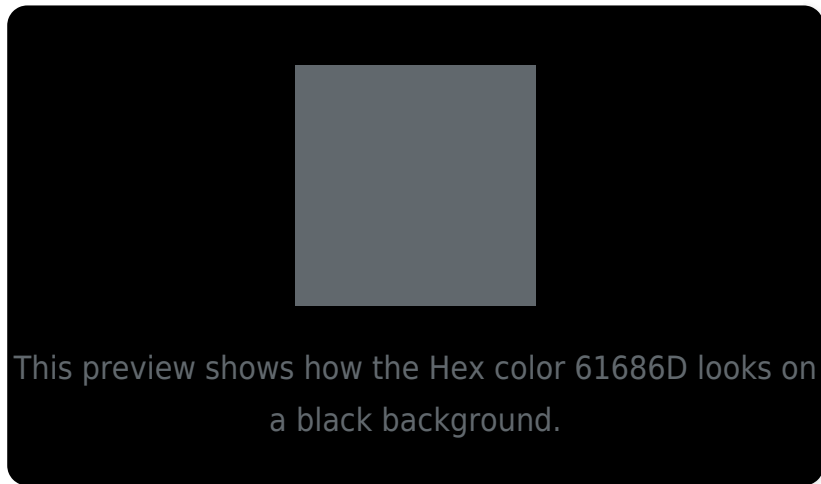 This preview shows how the Hex color 61686D looks on
a black background.